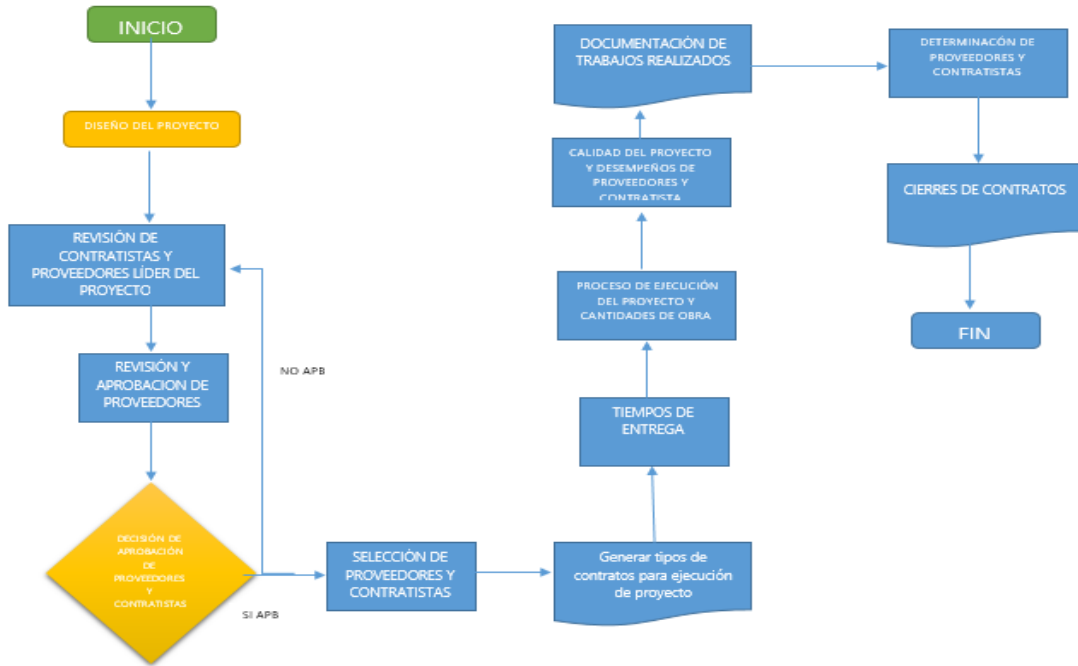 INICIO
DISEÑO DEL PROYECTO
REVISIÓN DE
CONTRATISTAS Y
PROVEEDORES LÍDER DEL
PROYECTO
REVISIÓN Y
APROBACION DE
PROVEEDORES
NO APB
DECISIÓN DE
APROBACIÓN
DE
PROVEEDORES
Y
CONTRATISTAS
SI APB
SELECCIÓN DE
PROVEEDORES Y
CONTRATISTAS
Generar tipos de
contratos para ejecución
de proyecto
TIEMPOS DE
ENTREGA
PROCESO DE EJECUCIÓN
DEL PROYECTO Y
CANTIDADES DE OBRA
CALIDAD DEL PROYECTO
Y DESEMPEÑOS DE
PROVEEDORES Y
CONTRATISTA
DOCUMENTACIÓN DE
TRABAJOS REALIZADOS
DETERMINACÓN DE
PROVEEDORES Y
CONTRATISTAS
CIERRES DE CONTRATOS
FIN